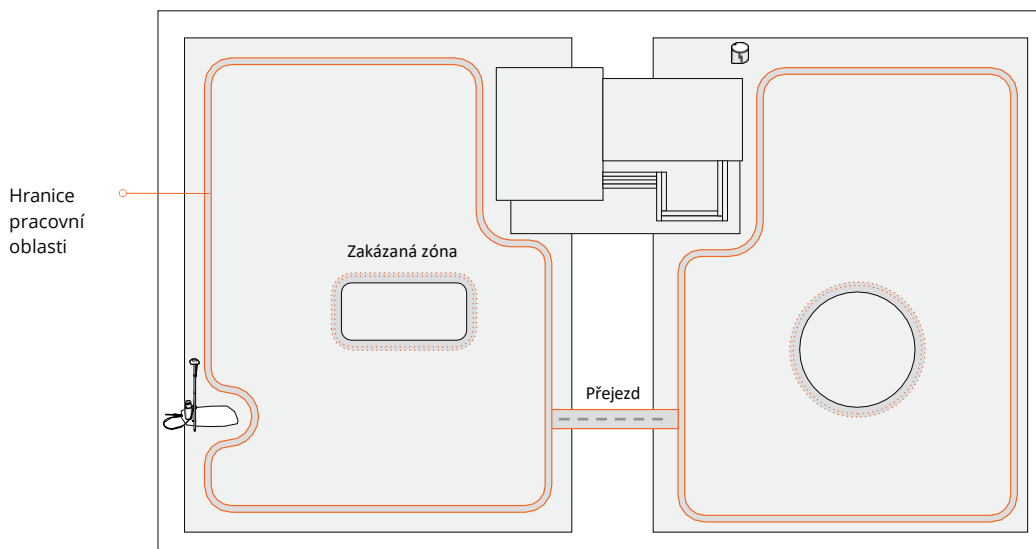 Hranice
pracovní
oblasti
Zakázaná zóna
Přejezd